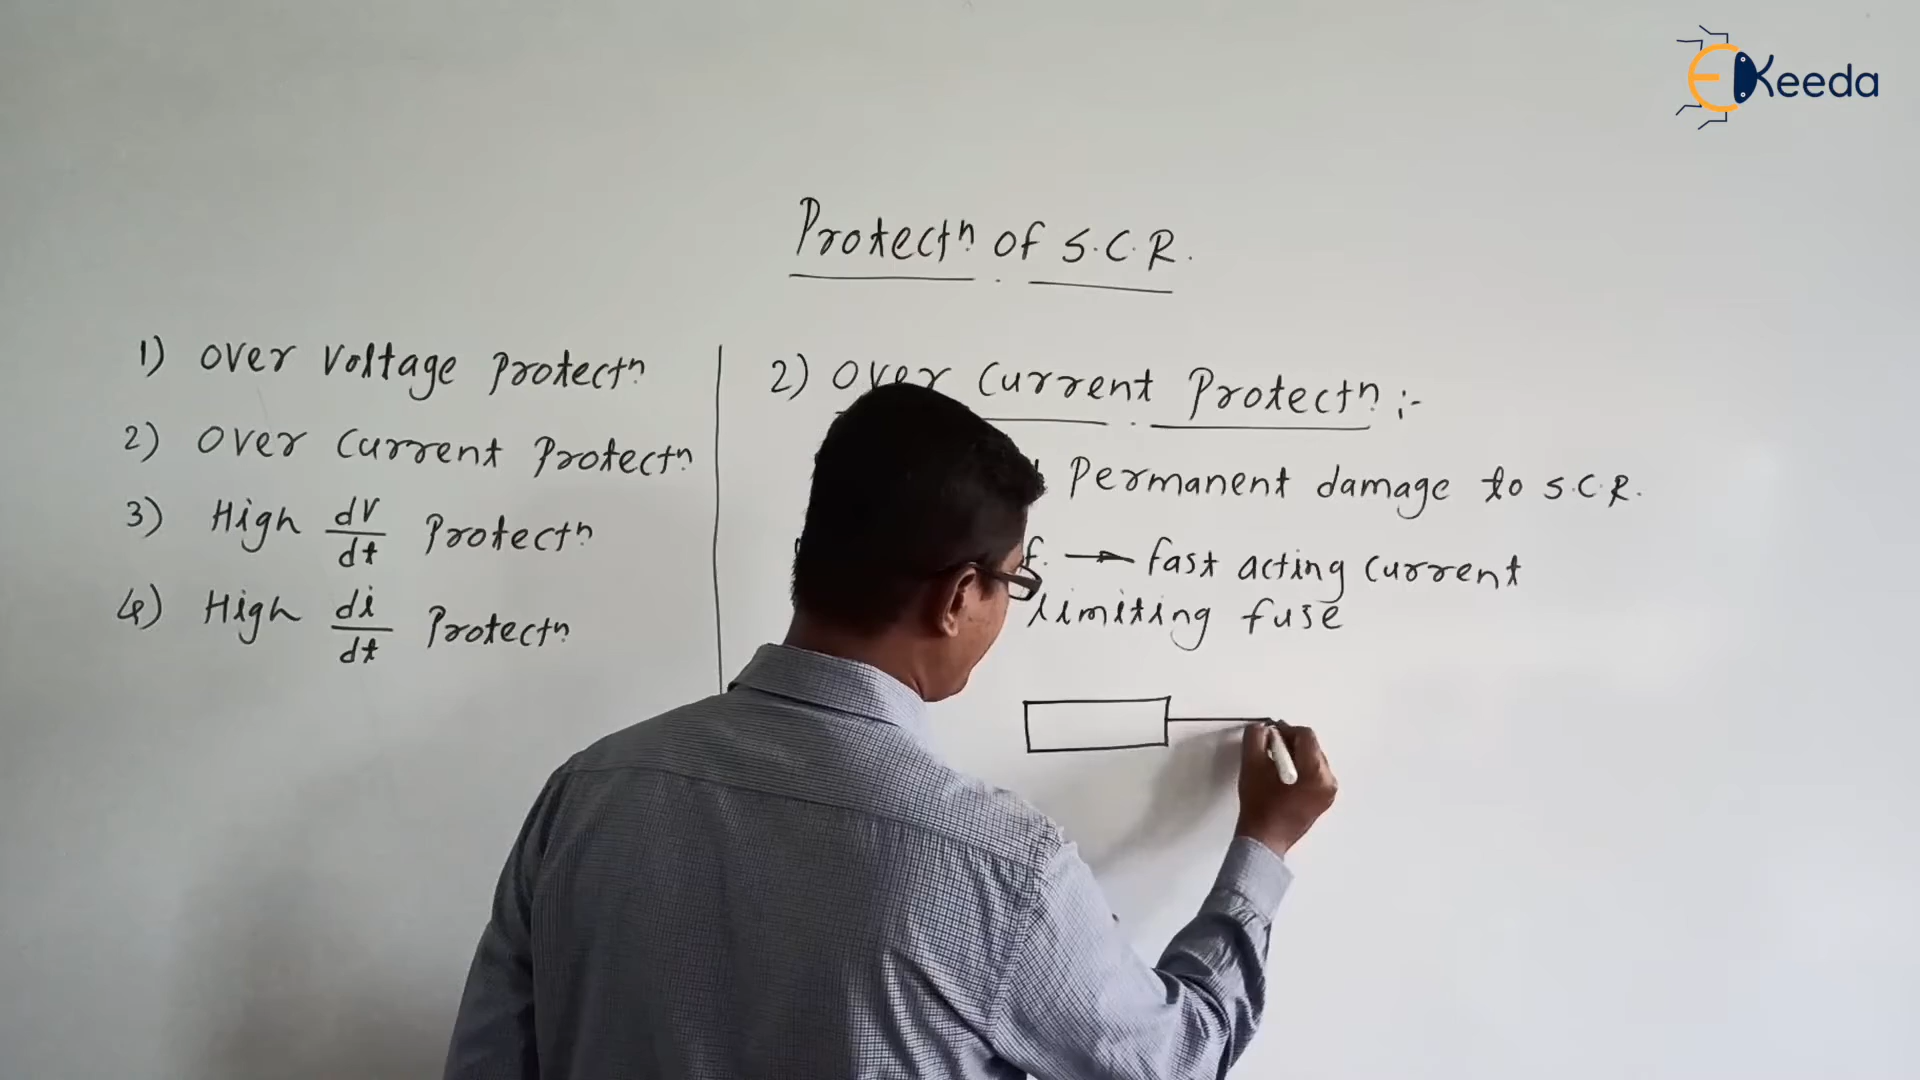 EKeeda
Protectn of S.C.R.
1) Over Voltage Protectn
2) Over Current Protectn
3) High dv/dt Protectn
4) High di/dt Protectn
2) Over Current Protectn :-
Permanent damage to S.C.R.
→ fast acting current
limiting fuse